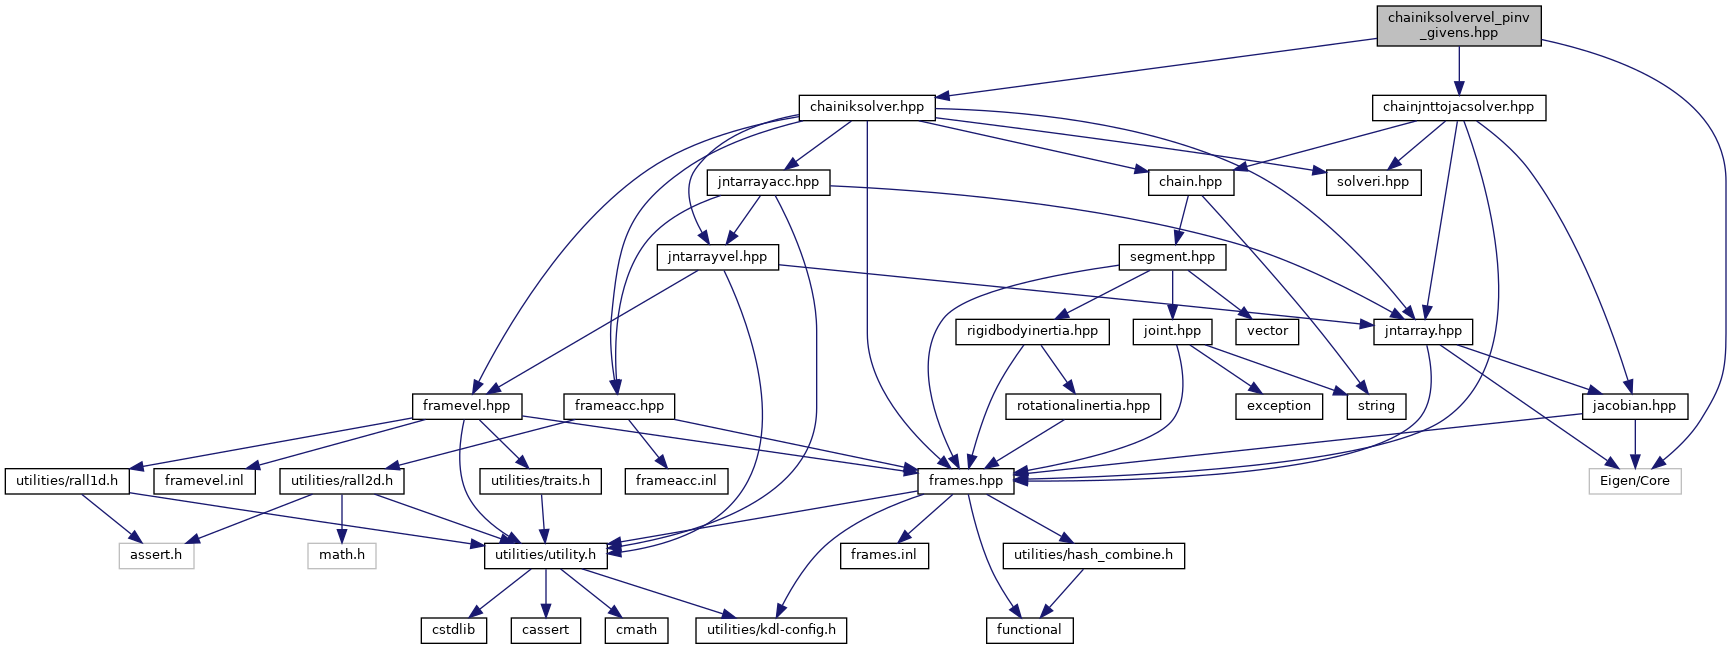 chainiksolvervel_pinv
_givens.hpp
chainiksolver.hpp
chainjnttojacsolver.hpp
jntarrayacc.hpp
chain.hpp
solveri.hpp
jntarrayvel.hpp
segment.hpp
rigidbodyinertia.hpp
joint.hpp
vector
jntarray.hpp
framevel.hpp
frameacc.hpp
rotationalinertia.hpp
exception
string
jacobian.hpp
utilities/rall1d.h
framevel.inl
utilities/rall2d.h
utilities/traits.h
frameacc.inl
frames.hpp
Eigen/Core
assert.h
math.h
utilities/utility.h
frames.inl
utilities/hash_combine.h
cstdlib
cassert
cmath
utilities/kdl-config.h
functional